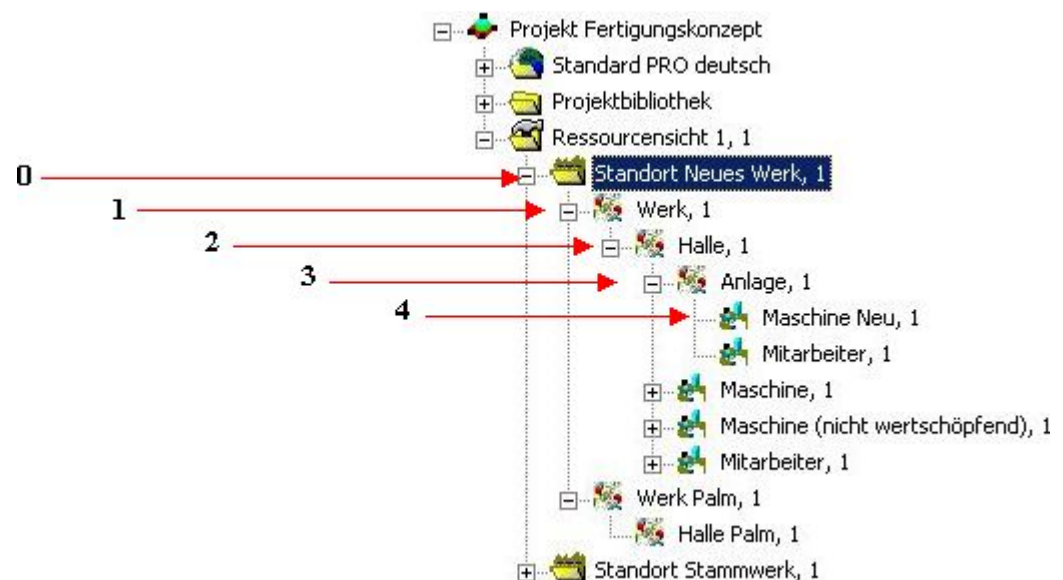 Projekt Fertigungskonzept
Standard PRO deutsch
Projektbibliothek
Ressourcensicht 1, 1
0 Standort Neues Werk, 1
1 Werk, 1
2 Halle, 1
3 Anlage, 1
4 Maschine Neu, 1
Mitarbeiter, 1
Maschine, 1
Maschine (nicht wertschöpfend), 1
Mitarbeiter, 1
Werk Palm, 1
Halle Palm, 1
Standort Stammwerk, 1